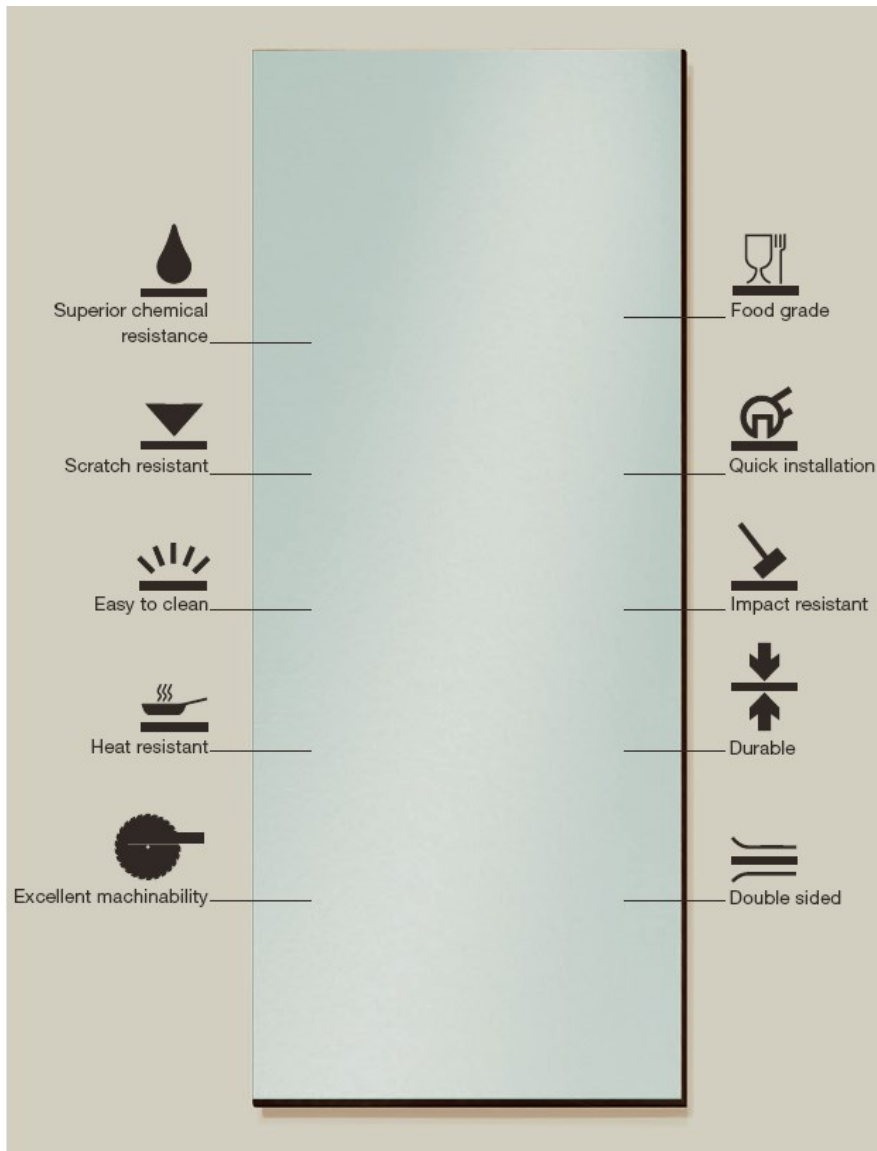 Superior chemical
resistance
Scratch resistant
Easy to clean
Heat resistant
Excellent machinability
Food grade
Quick installation
Impact resistant
Durable
Double sided